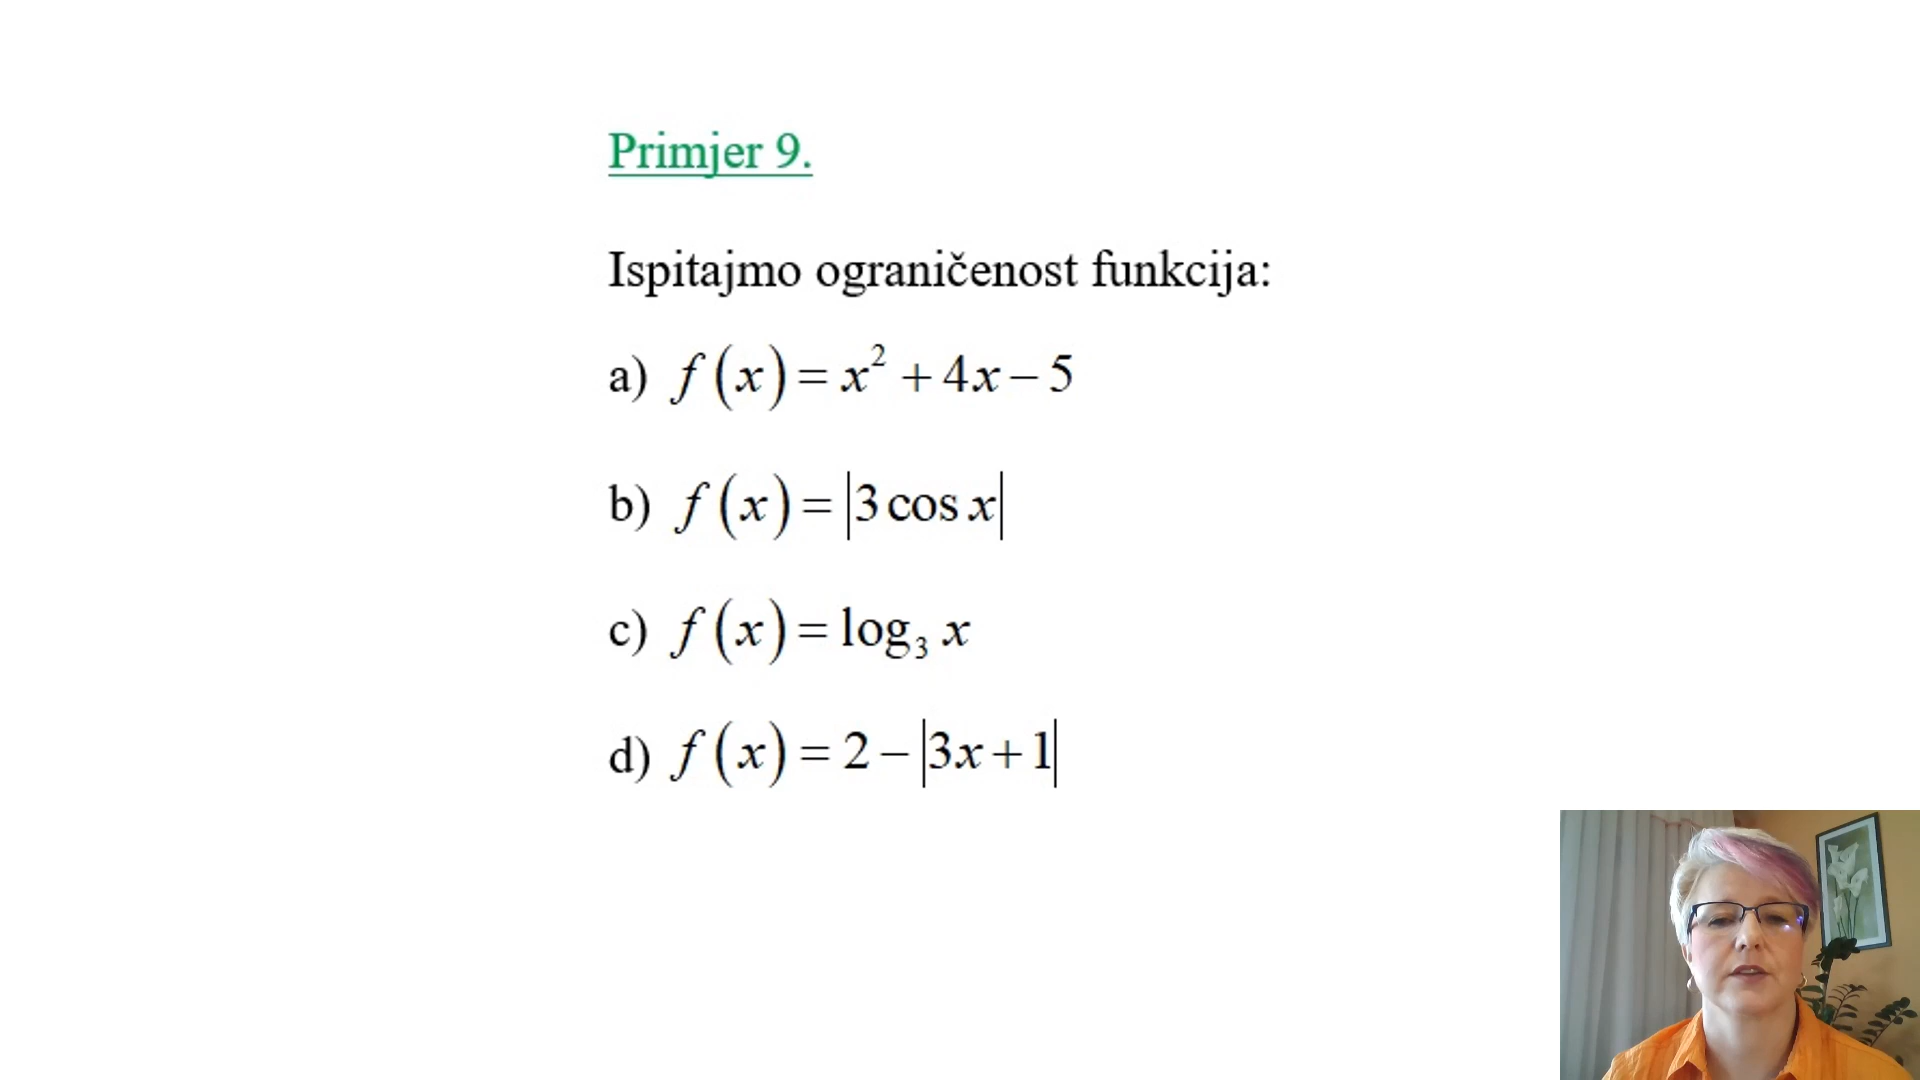 Primjer 9.
Ispitajmo ograničenost funkcija:
a) f(x) = x² + 4x − 5
b) f(x) = |3 cos x|
c) f(x) = log₃ x
d) f(x) = 2 − |3x + 1|